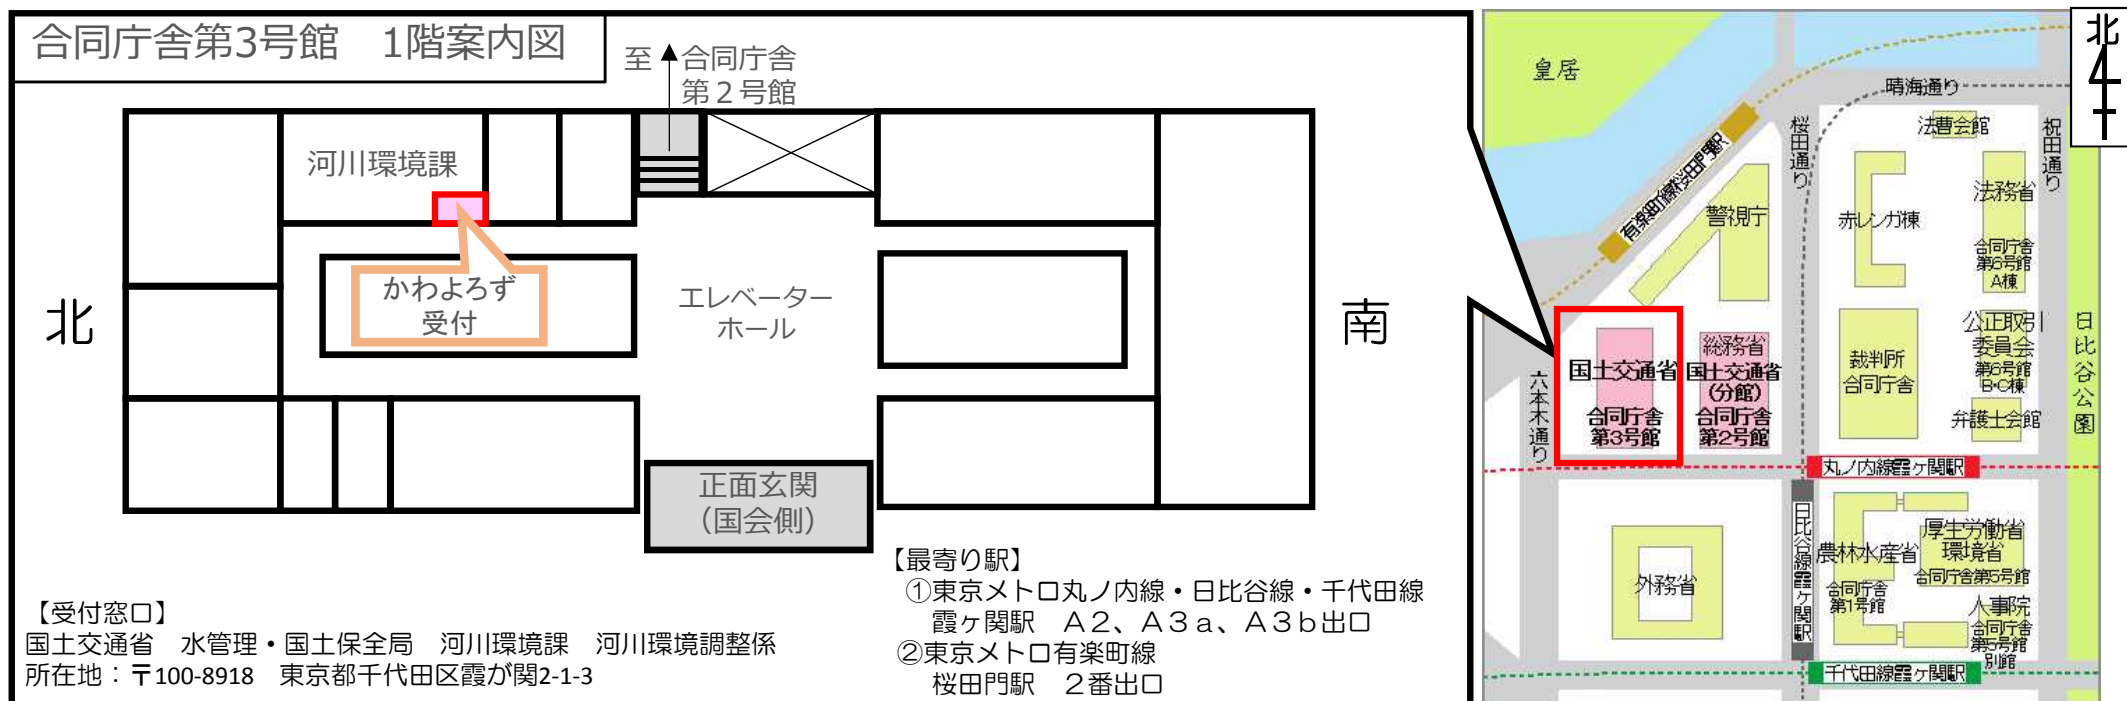 合同庁舎第3号館　1階案内図
至
合同庁舎
第２号館
河川環境課
かわよろず
受付
エレベーター
ホール
北
南
正面玄関
（国会側）
【受付窓口】
国土交通省　水管理・国土保全局　河川環境課　河川環境調整係
所在地：〒100-8918　東京都千代田区霞が関2-1-3
【最寄り駅】
①東京メトロ丸ノ内線・日比谷線・千代田線
霞ヶ関駅　Ａ２、Ａ３ａ、Ａ３ｂ出口
②東京メトロ有楽町線
桜田門駅　２番出口
北
皇居
晴海通り
桜田通り
祝田通り
法曹会館
有楽町線桜田門駅
警視庁
赤レンガ棟
法務省
合同庁舎
第6号館
A棟
国土交通省
合同庁舎
第3号館
総務省
国土交通省
(分館)
合同庁舎
第2号館
裁判所
合同庁舎
公正取引
委員会
第6号館
B・C棟
弁護士会館
日比谷公園
六本木通り
丸ノ内線霞ヶ関駅
日比谷線霞ヶ関駅
外務省
農林水産省
合同庁舎
第1号館
厚生労働省
環境省
合同庁舎第5号館
人事院
合同庁舎
第5号館
別館
千代田線霞ヶ関駅